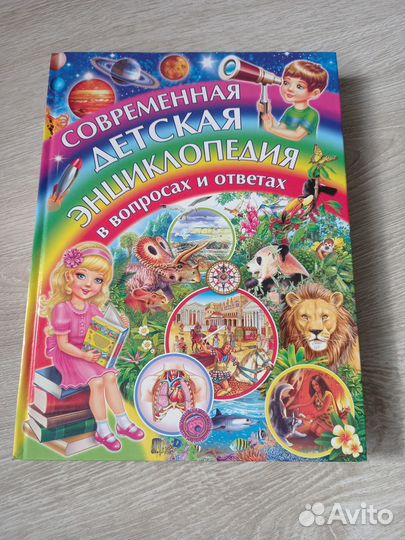 СОВРЕМЕННАЯ
ДЕТСКАЯ
ЭНЦИКЛОПЕДИЯ
в вопросах и ответах
Avito